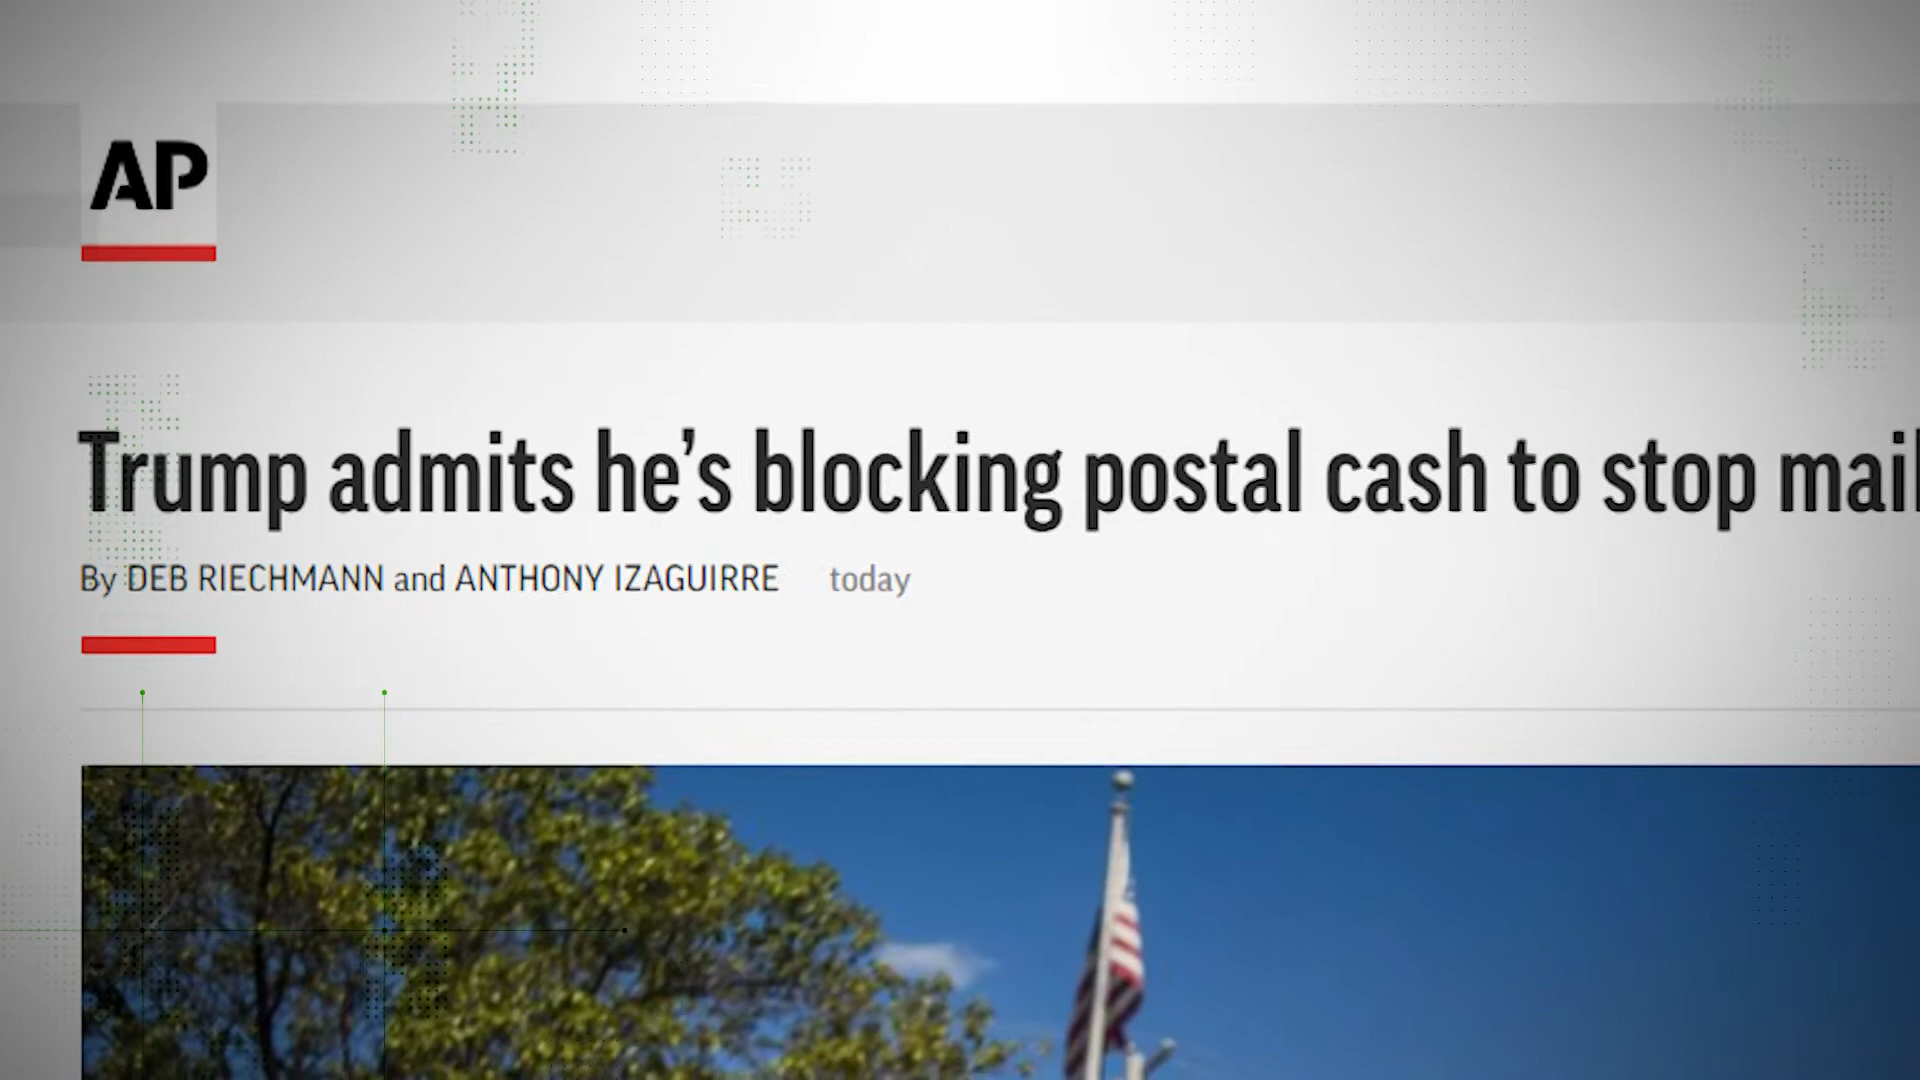 AP
Trump admits he's blocking postal cash to stop mail
By DEB RIECHMANN and ANTHONY IZAGUIRRE today